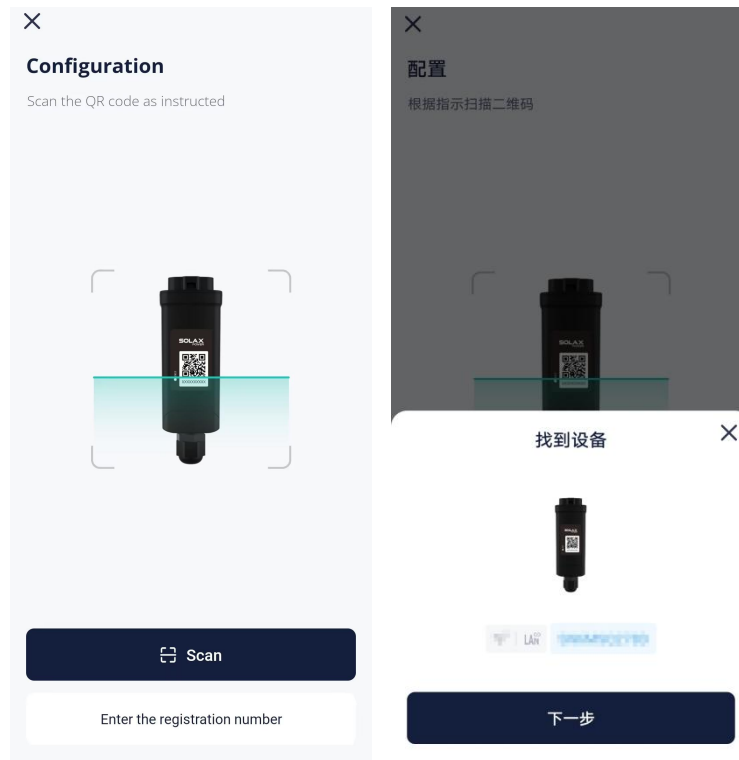 Configuration
Scan the QR code as instructed
SOLAX
Scan
Enter the registration number
配置
根据指示扫描二维码
SOLAX
找到设备
LAN
下一步